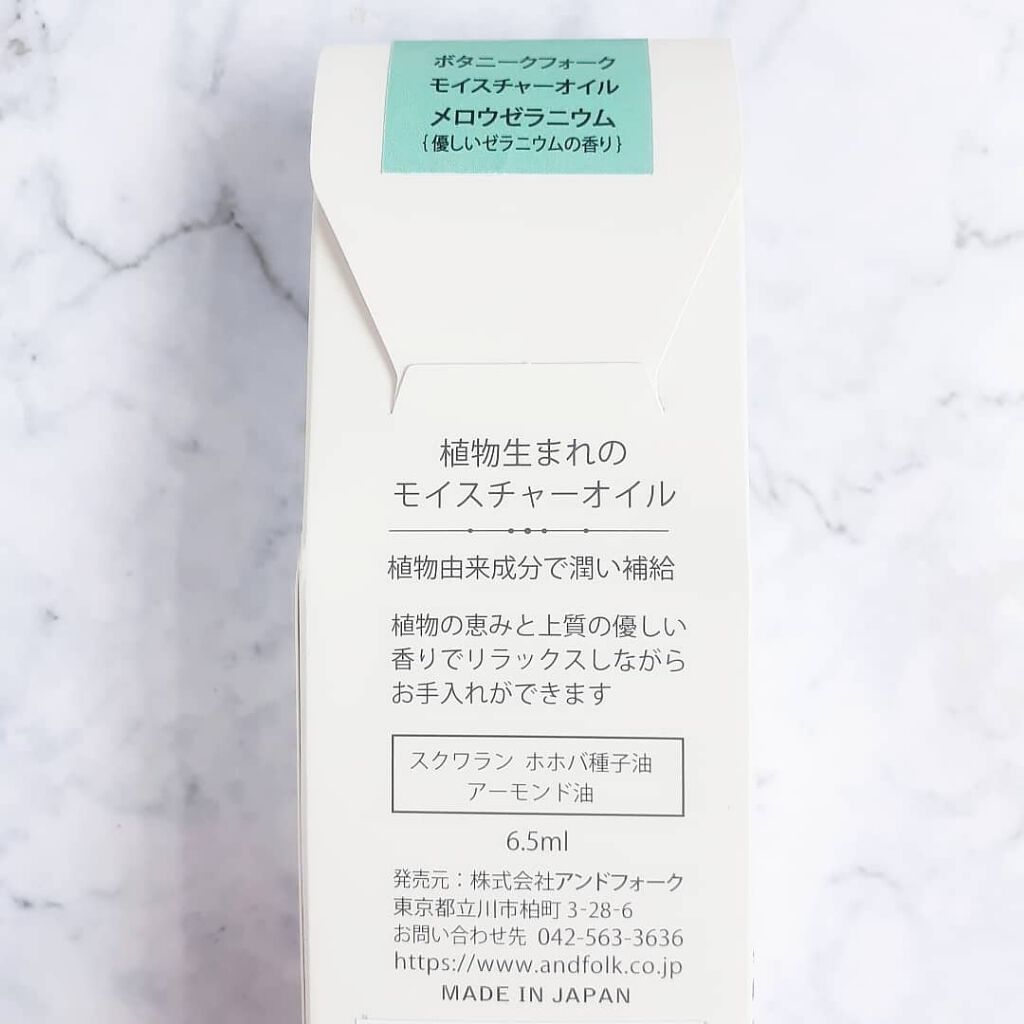 ボタニークフォーク
モイスチャーオイル
メロウゼラニウム
{優しいゼラニウムの香り}
植物生まれの
モイスチャーオイル
植物由来成分で潤い補給
植物の恵みと上質の優しい
香りでリラックスしながら
お手入れができます
スクワラン ホホバ種子油
アーモンド油
6.5ml
発売元：株式会社アンドフォーク
東京都立川市柏町 3-28-6
お問い合わせ先 042-563-3636
https://www.andfolk.co.jp
MADE IN JAPAN